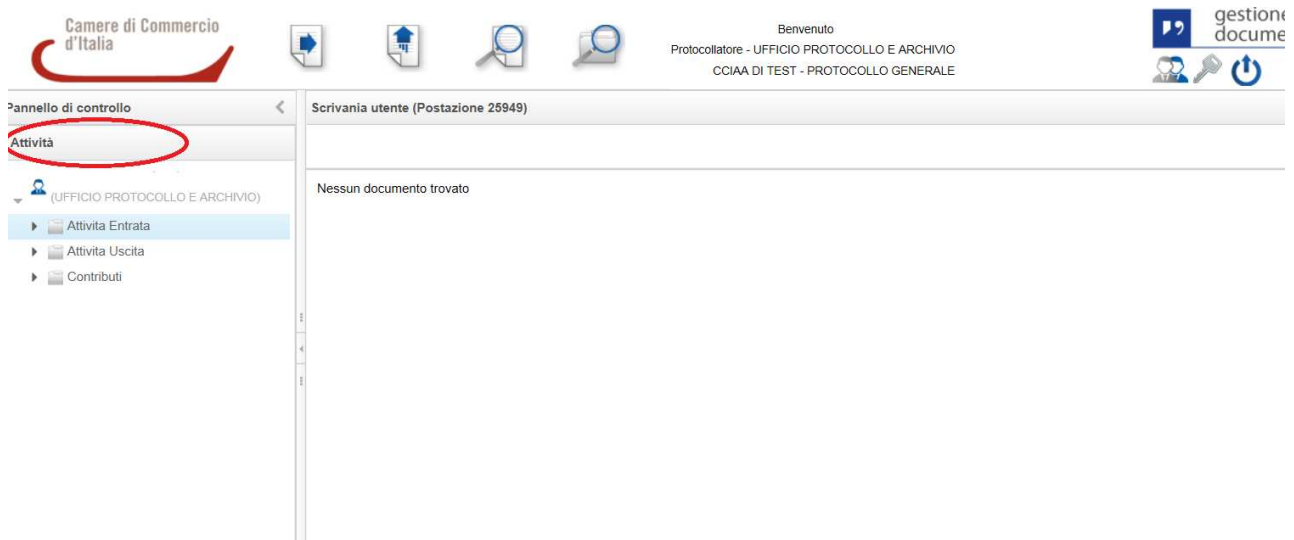 Camere di Commercio
d'Italia
Benvenuto
Protocollatore - UFFICIO PROTOCOLLO E ARCHIVIO
CCIAA DI TEST - PROTOCOLLO GENERALE
gestione
docume
Pannello di controllo
Scrivania utente (Postazione 25949)
Attività
(UFFICIO PROTOCOLLO E ARCHIVIO)
Nessun documento trovato
Attivita Entrata
Attivita Uscita
Contributi